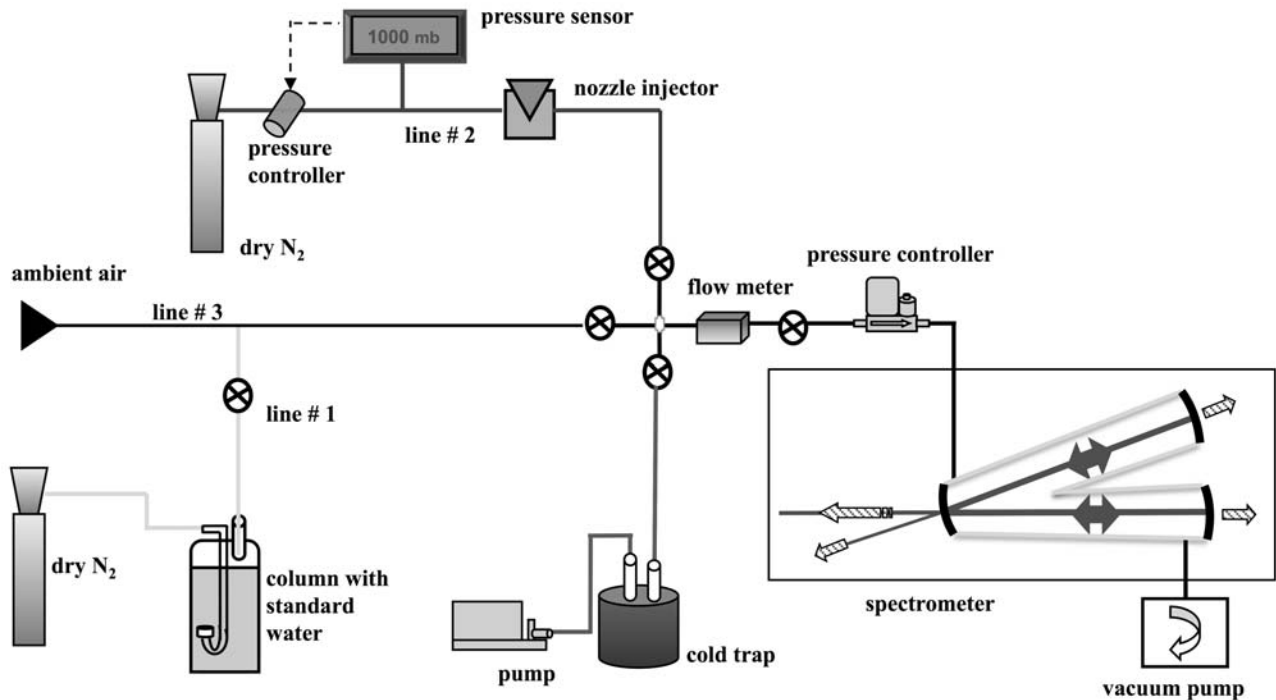 pressure sensor
1000 mb
nozzle injector
line # 2
pressure
controller
dry N₂
ambient air
pressure controller
flow meter
line # 3
line # 1
dry N₂
column with
standard
water
spectrometer
cold trap
pump
vacuum pump